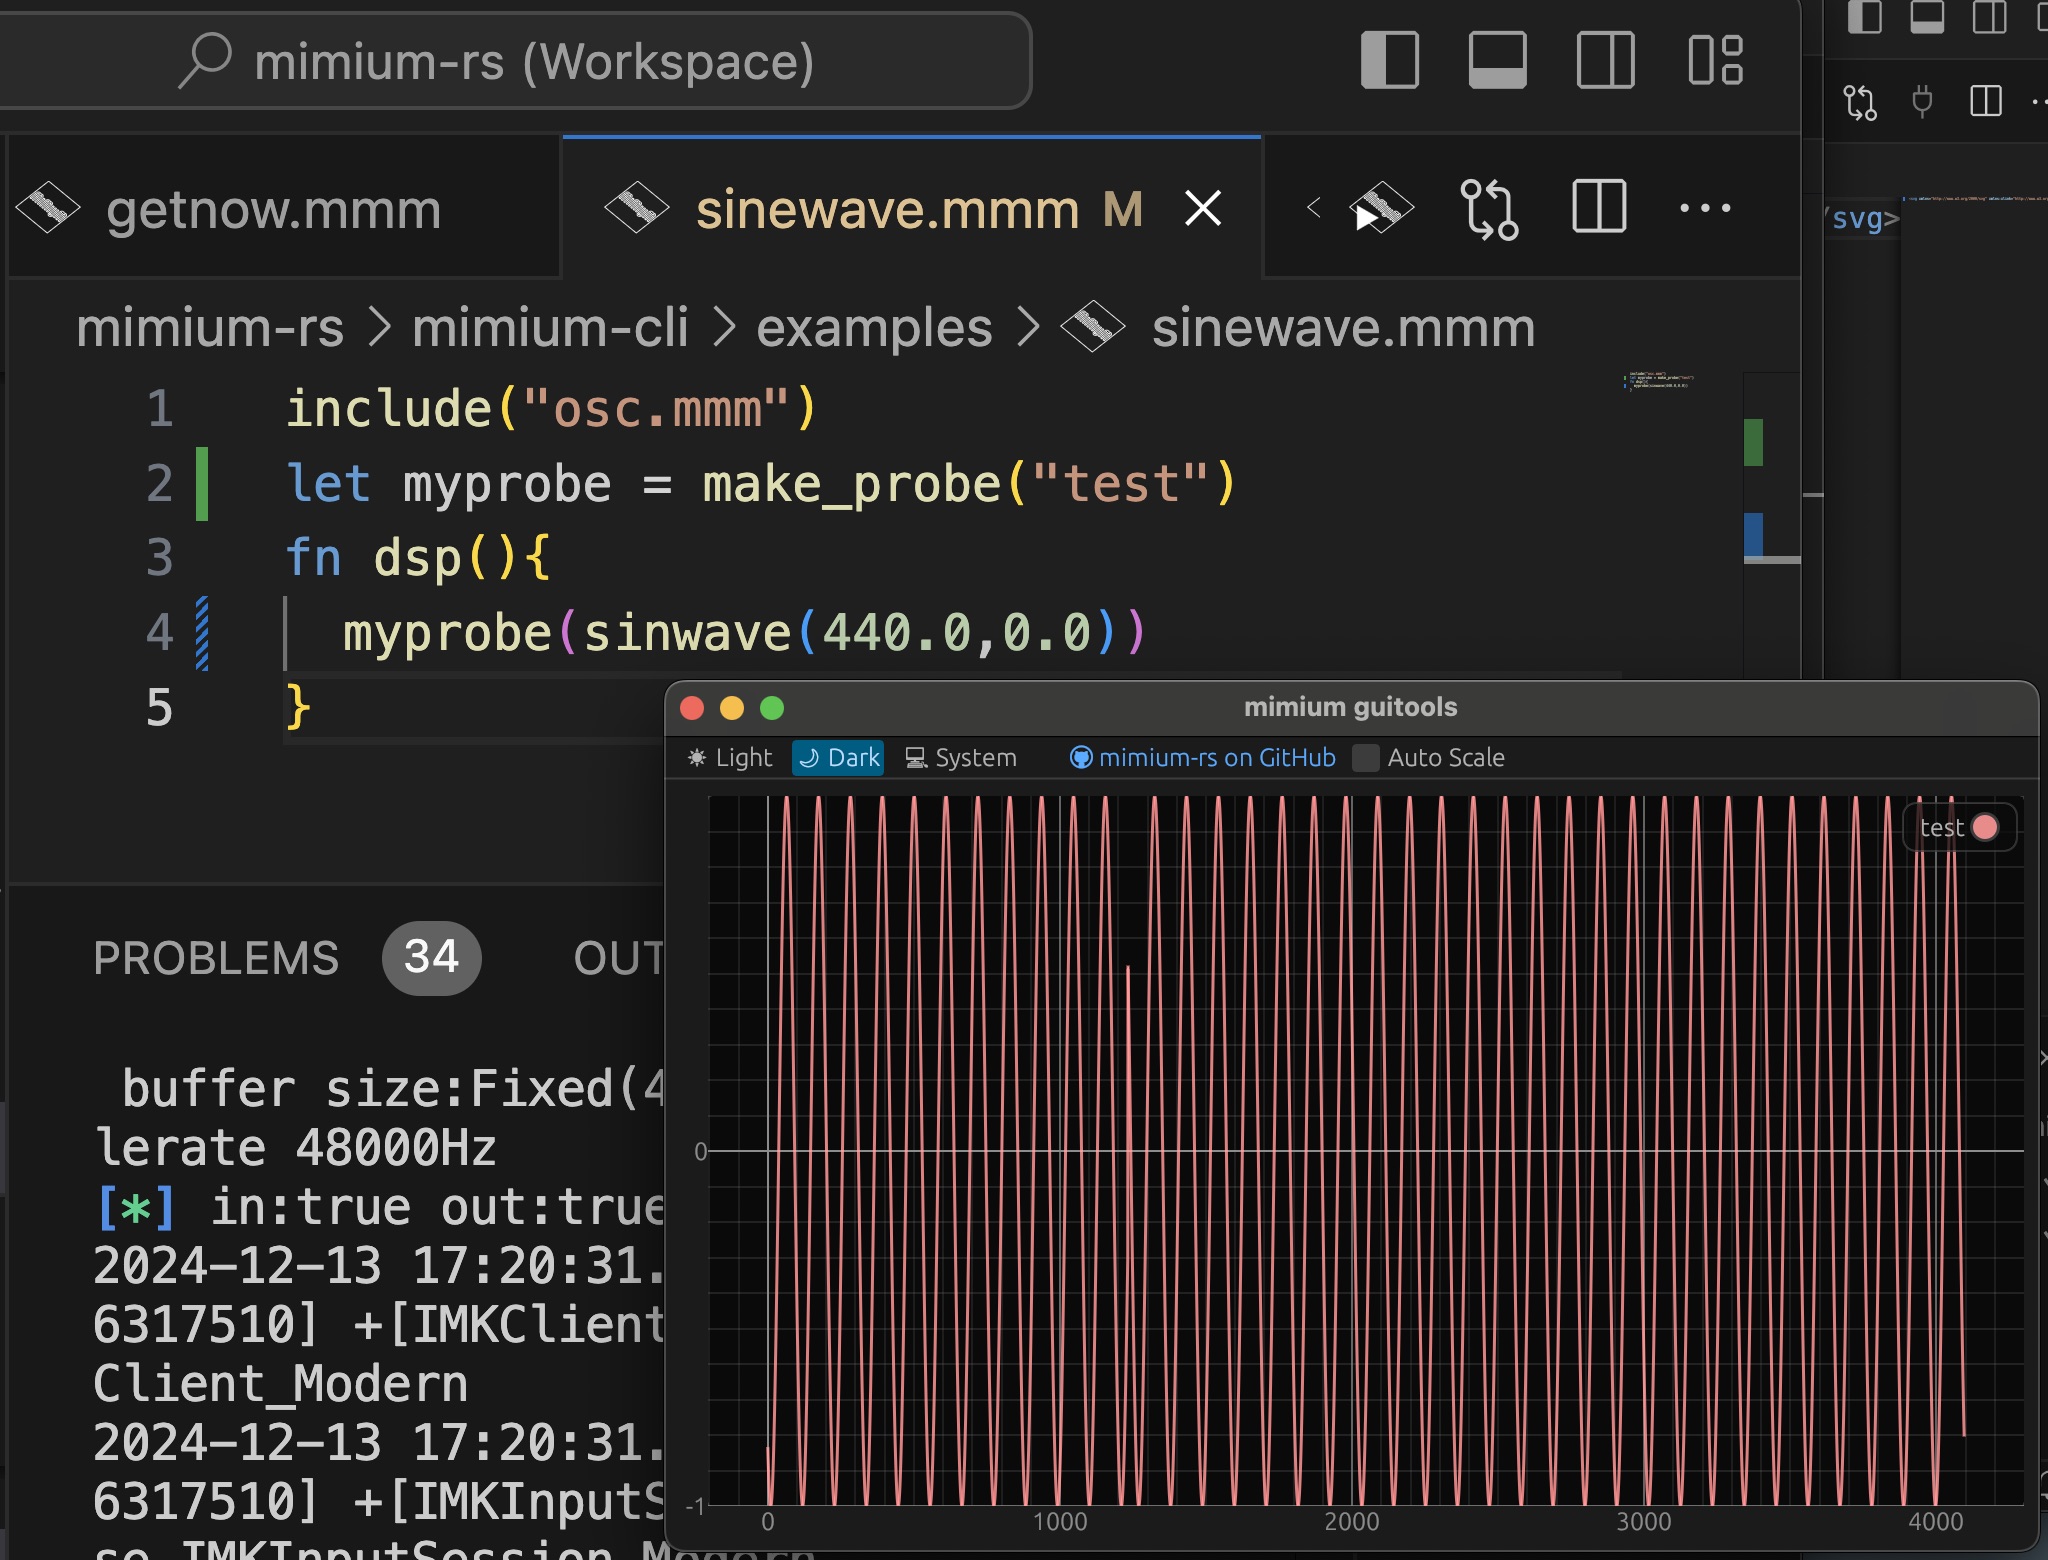 mimium-rs (Workspace)
getnow.mmm
sinewave.mmm M
/svg>
mimium-rs > mimium-cli > examples > sinewave.mmm
1 include("osc.mmm")
2 let myprobe = make_probe("test")
3 fn dsp(){
4 myprobe(sinwave(440.0,0.0))
5 }
mimium guitools
Light Dark System mimium-rs on GitHub Auto Scale
test
0
-1
0 1000 2000 3000 4000
PROBLEMS 34 OUT
buffer size:Fixed(4
lerate 48000Hz
[*] in:true out:true
2024-12-13 17:20:31.
6317510] +[IMKClient
Client_Modern
2024-12-13 17:20:31.
6317510] +[IMKInputS
se IMKInputSession_Modern